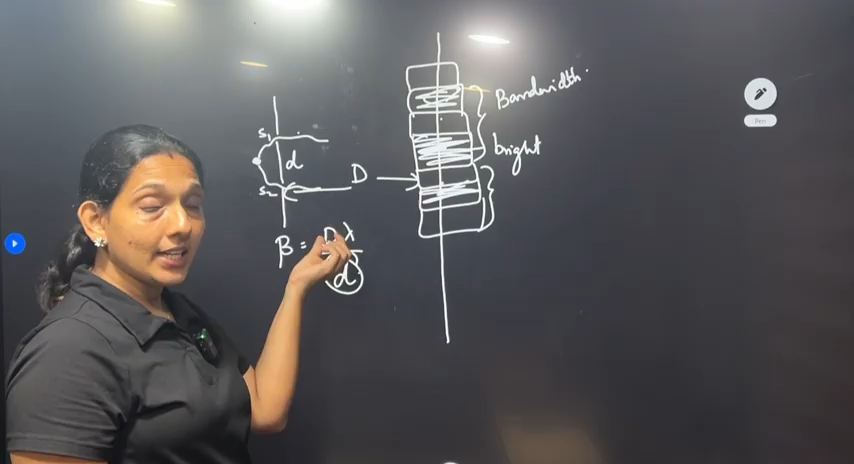 Bandwidth.
S₁
d
bright
S₂
D
β = Dλ
d
Pen